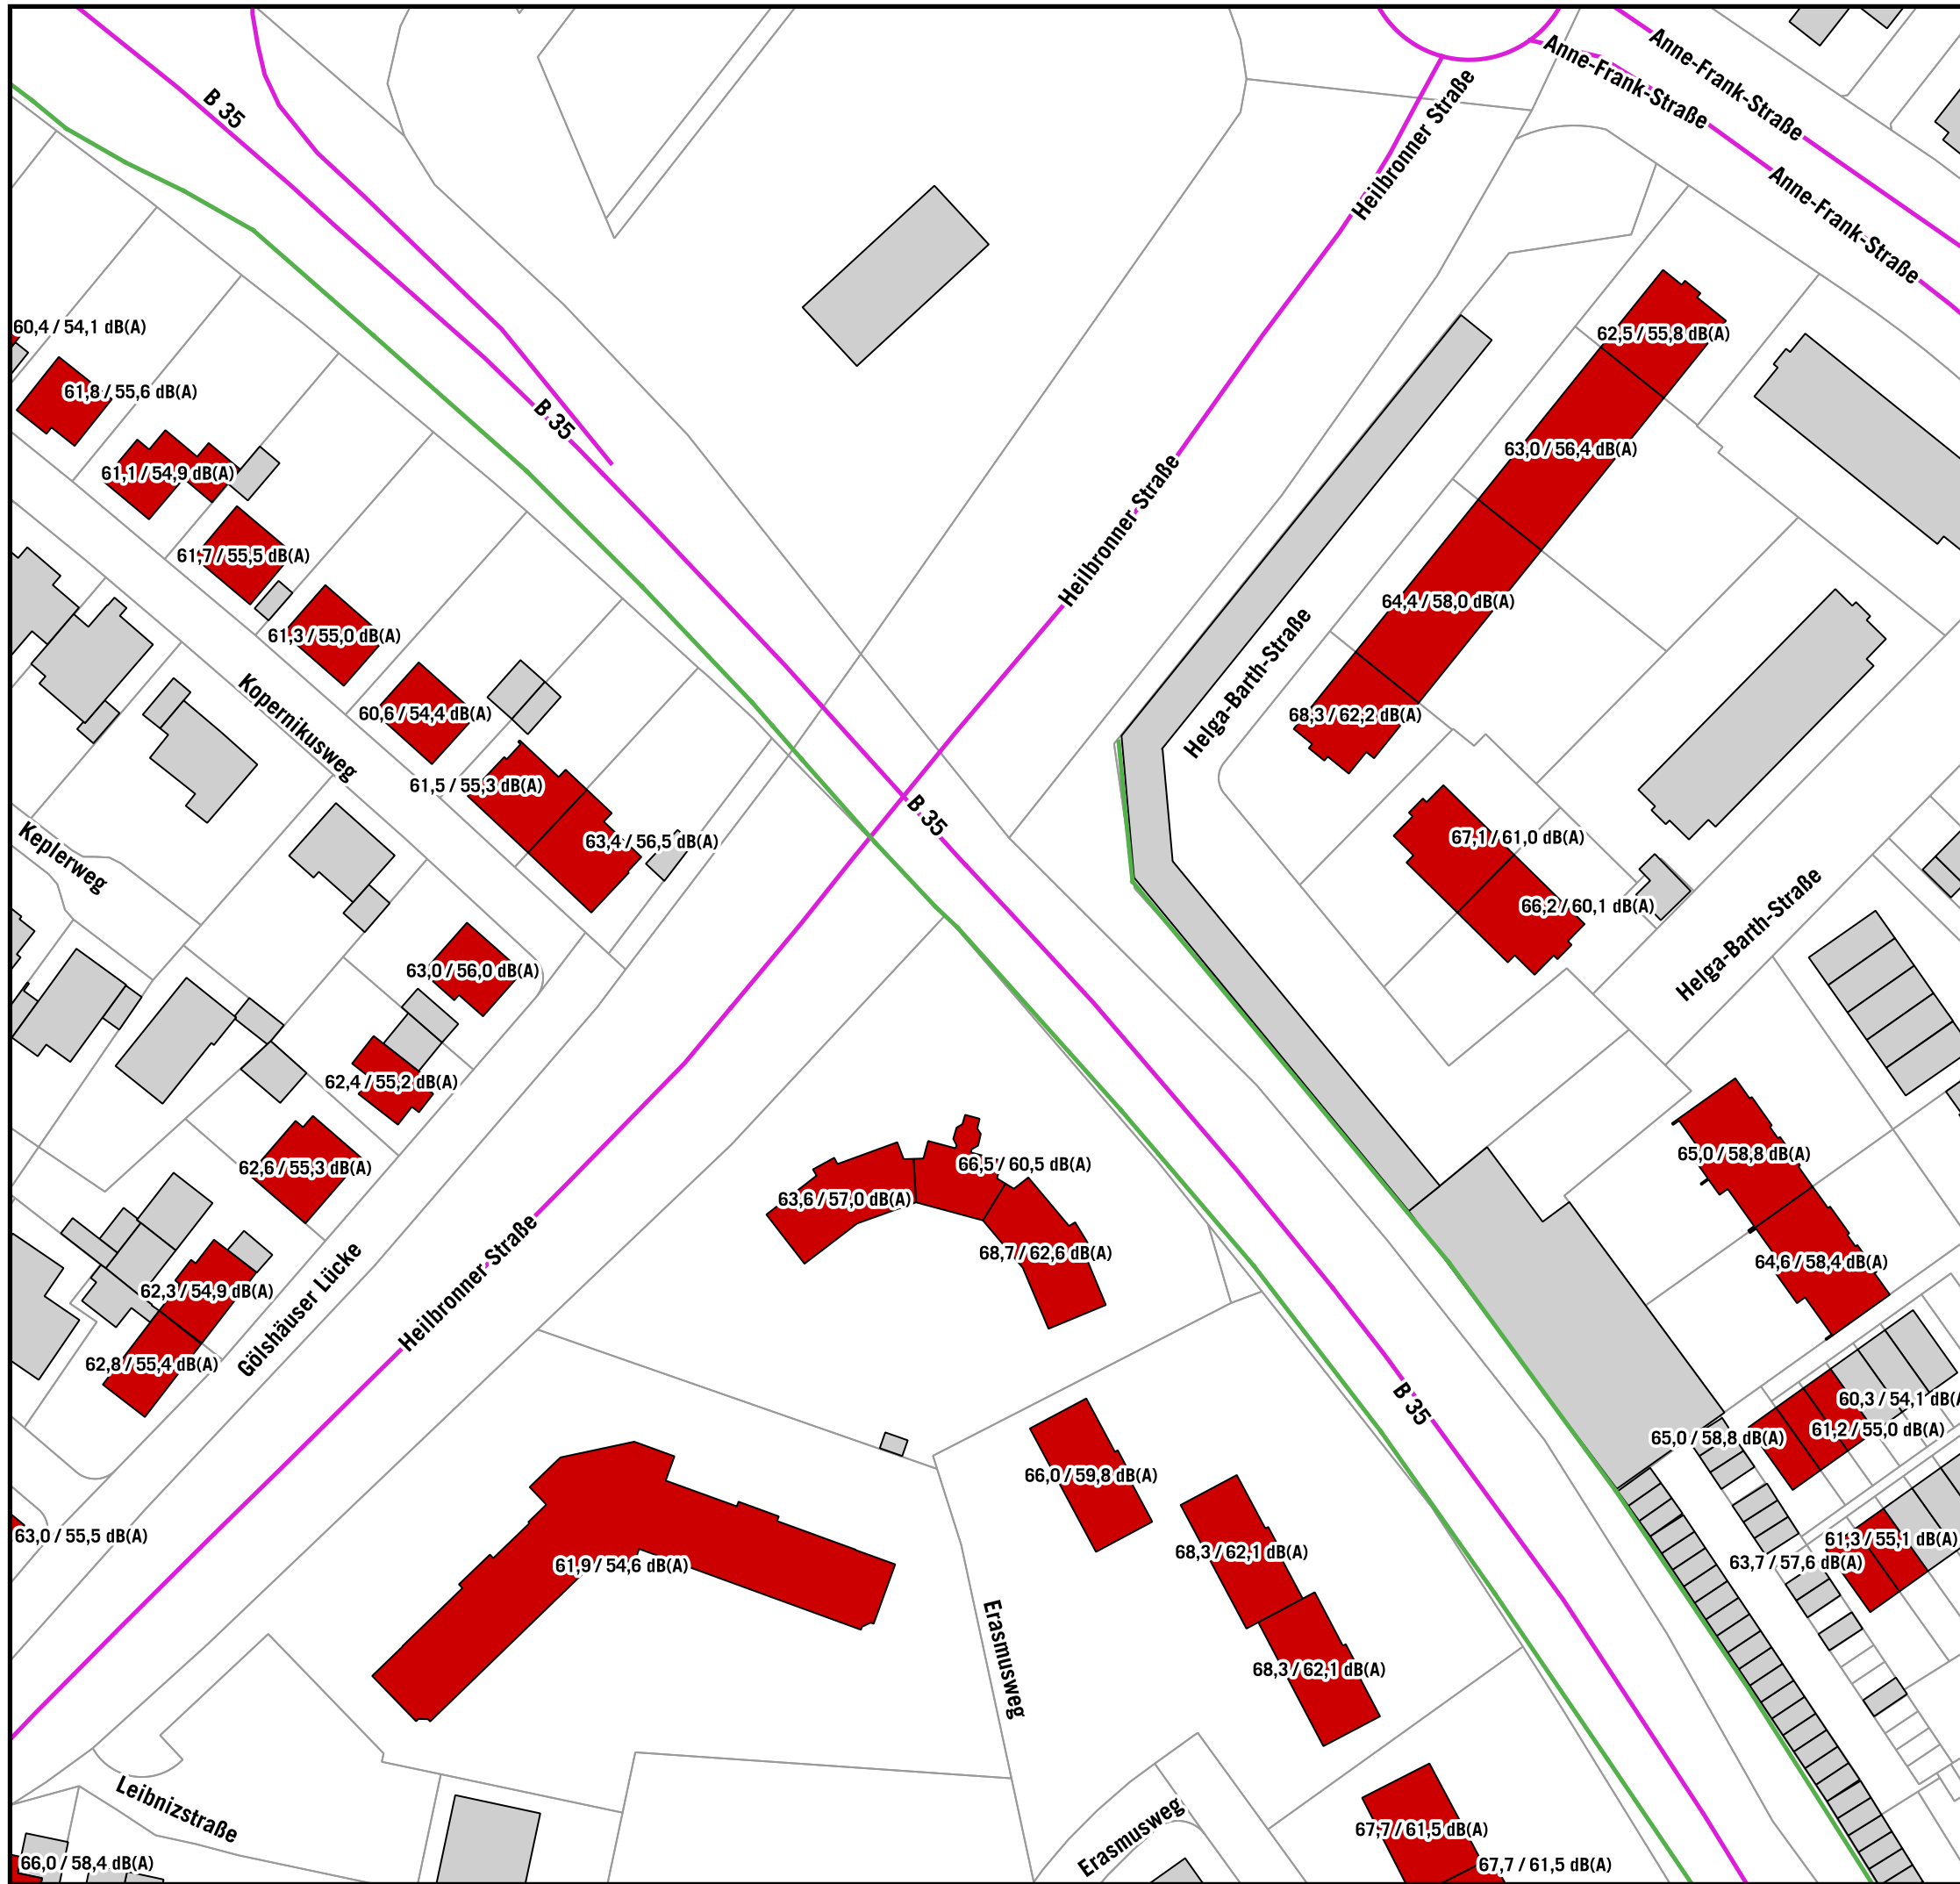 Anne-Frank-Straße
Anne-Frank-Straße
B 35
Heilbronner Straße
Anne-Frank-Straße
60,4 / 54,1 dB(A)
62,5 / 55,8 dB(A)
61,8 / 55,6 dB(A)
B 35
63,0 / 56,4 dB(A)
61,1 / 54,9 dB(A)
Heilbronner Straße
61,7 / 55,5 dB(A)
64,4 / 58,0 dB(A)
61,3 / 55,0 dB(A)
Helga-Barth-Straße
60,6 / 54,4 dB(A)
68,3 / 62,2 dB(A)
Kopernikusweg
61,5 / 55,3 dB(A)
B 35
63,4 / 56,5 dB(A)
67,1 / 61,0 dB(A)
Keplerweg
66,2 / 60,1 dB(A)
Helga-Barth-Straße
63,0 / 56,0 dB(A)
62,4 / 55,2 dB(A)
65,0 / 58,8 dB(A)
66,5 / 60,5 dB(A)
62,6 / 55,3 dB(A)
63,6 / 57,0 dB(A)
68,7 / 62,6 dB(A)
64,6 / 58,4 dB(A)
Heilbronner Straße
62,3 / 54,9 dB(A)
Gölshäuser Lücke
62,8 / 55,4 dB(A)
B 35
60,3 / 54,1 dB(A
61,2 / 55,0 dB(A)
65,0 / 58,8 dB(A)
66,0 / 59,8 dB(A)
63,0 / 55,5 dB(A)
61,3 / 55,1 dB(A)
68,3 / 62,1 dB(A)
63,7 / 57,6 dB(A)
61,9 / 54,6 dB(A)
Erasmusweg
68,3 / 62,1 dB(A)
Leibnizstraße
67,7 / 61,5 dB(A)
Erasmusweg
66,0 / 58,4 dB(A)
67,7 / 61,5 dB(A)